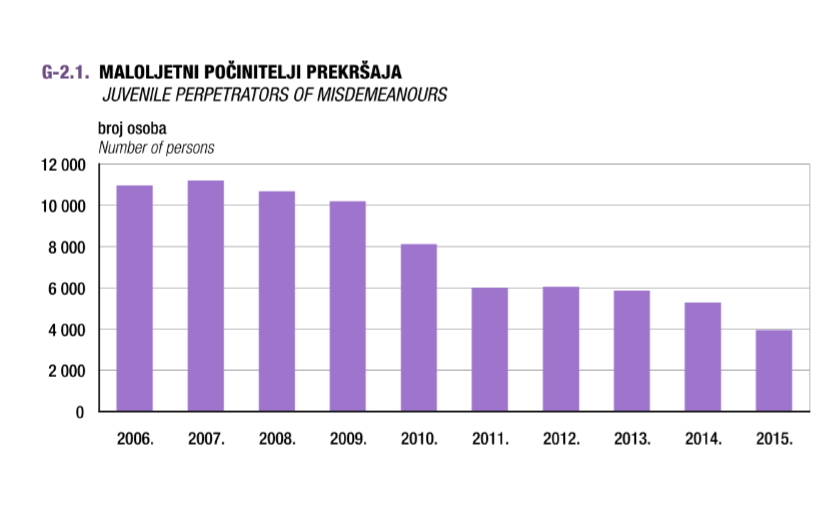 G-2.1. MALOLJETNI POČINITELJI PREKRŠAJA
JUVENILE PERPETRATORS OF MISDEMEANOURS
broj osoba
Number of persons
12 000
10 000
8 000
6 000
4 000
2 000
0
2006. 2007. 2008. 2009. 2010. 2011. 2012. 2013. 2014. 2015.